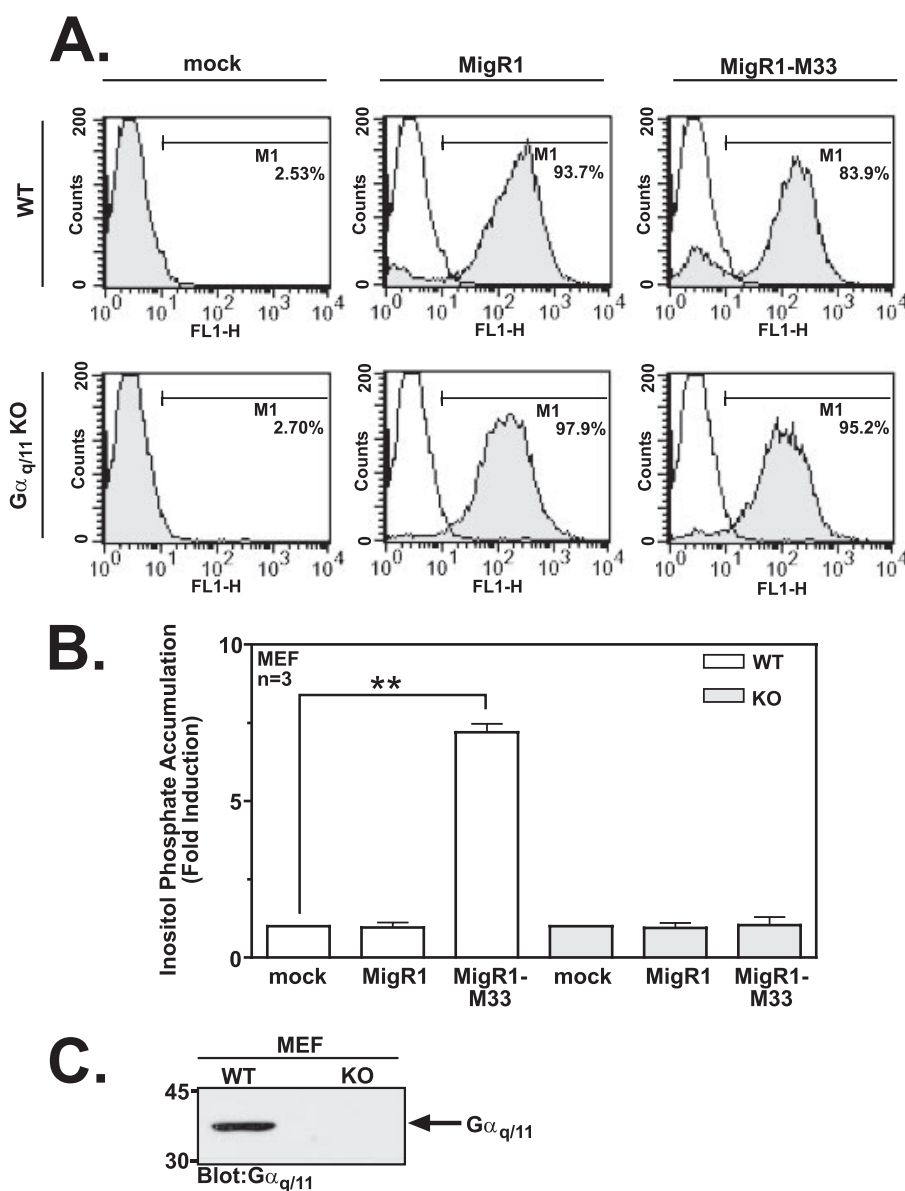 A.
mock MigR1 MigR1-M33
WT
Counts 200 0 M1 2.53% 10^0 10^1 10^2 10^3 10^4 FL1-H
Counts 200 0 M1 93.7% 10^0 10^1 10^2 10^3 10^4 FL1-H
Counts 200 0 M1 83.9% 10^0 10^1 10^2 10^3 10^4 FL1-H
Gα q/11 KO
Counts 200 0 M1 2.70% 10^0 10^1 10^2 10^3 10^4 FL1-H
Counts 200 0 M1 97.9% 10^0 10^1 10^2 10^3 10^4 FL1-H
Counts 200 0 M1 95.2% 10^0 10^1 10^2 10^3 10^4 FL1-H
B.
Inositol Phosphate Accumulation
(Fold Induction)
10
5
0
MEF
n=3
**
WT
KO
mock MigR1 MigR1- mock MigR1 MigR1-
M33 M33
C.
MEF
WT KO
45
30
Gα q/11
Blot:Gα q/11